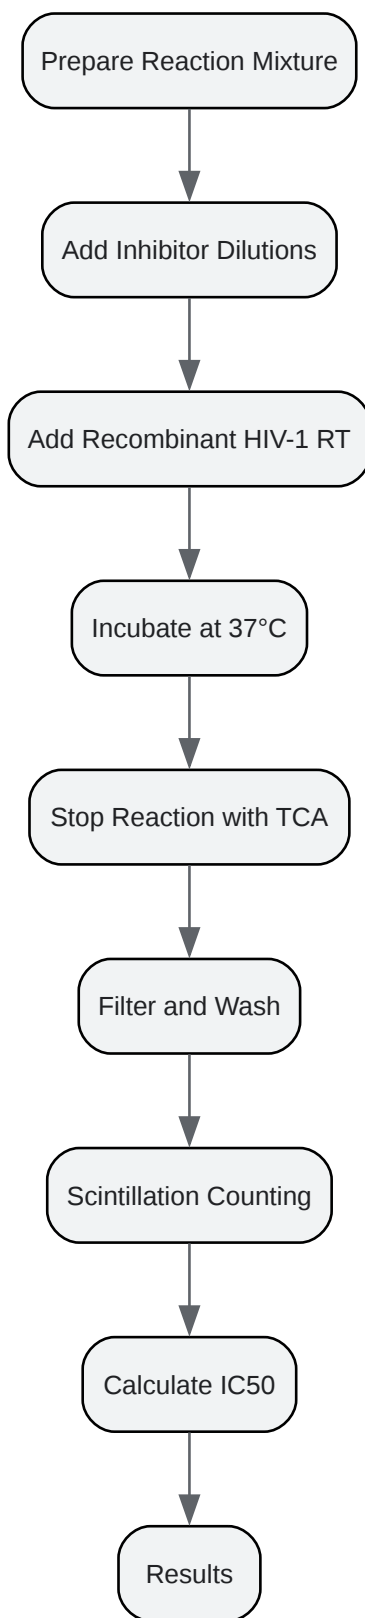 Prepare Reaction Mixture
Add Inhibitor Dilutions
Add Recombinant HIV-1 RT
Incubate at 37°C
Stop Reaction with TCA
Filter and Wash
Scintillation Counting
Calculate IC50
Results